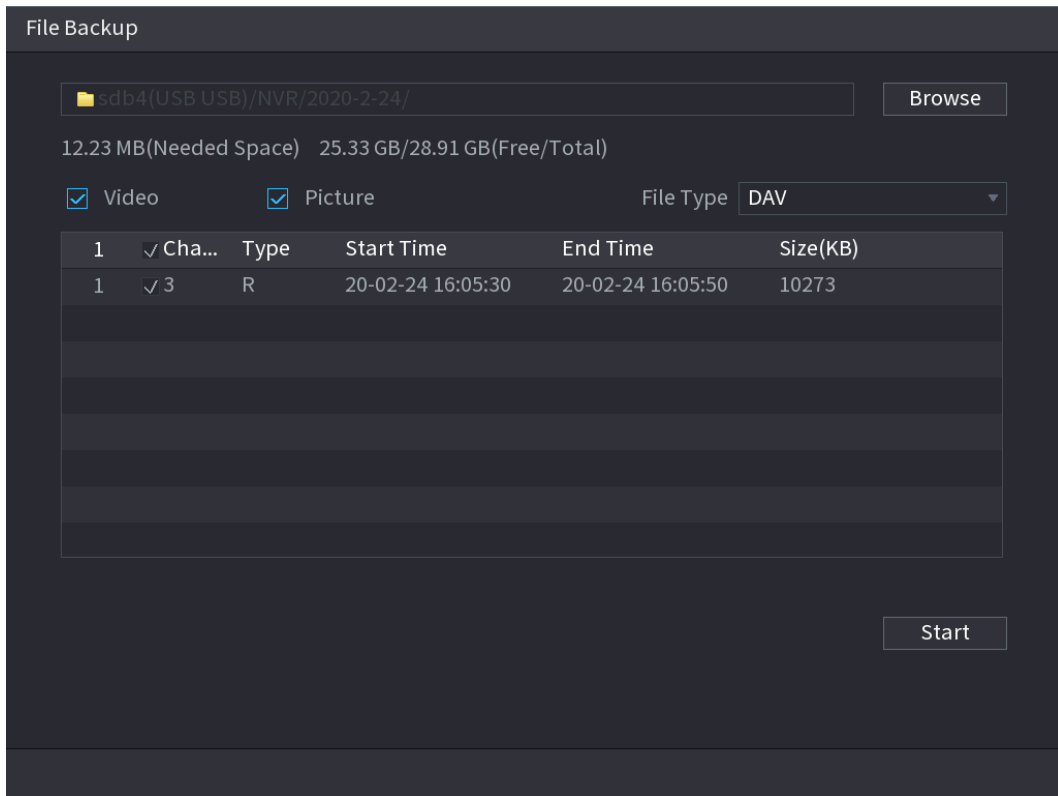 File Backup
sdb4(USB USB)/NVR/2020-2-24/ Browse
12.23 MB(Needed Space) 25.33 GB/28.91 GB(Free/Total)
Video Picture File Type DAV
1 Cha... Type Start Time End Time Size(KB)
1 3 R 20-02-24 16:05:30 20-02-24 16:05:50 10273
Start